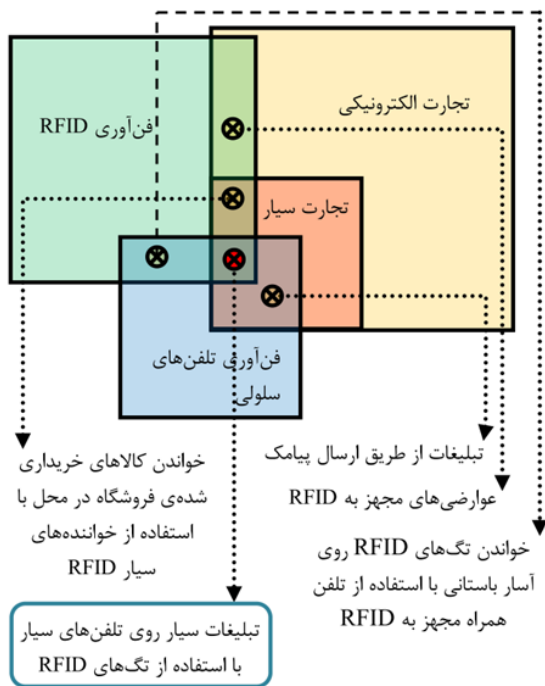 تجارت الکترونیکی
فن‌آوری RFID
تجارت سیار
فن‌آوری تلفن‌های
سلولی
تبلیغات از طریق ارسال پیامک
عوارضی‌های مجهز به RFID
خواندن تگ‌های RFID روی
آسار باستانی با استفاده از تلفن
همراه مجهز به RFID
خواندن کالاهای خریداری
شده‌ی فروشگاه در محل با
استفاده از خواننده‌های
سیار RFID
تبلیغات سیار روی تلفن‌های سیار
با استفاده از تگ‌های RFID